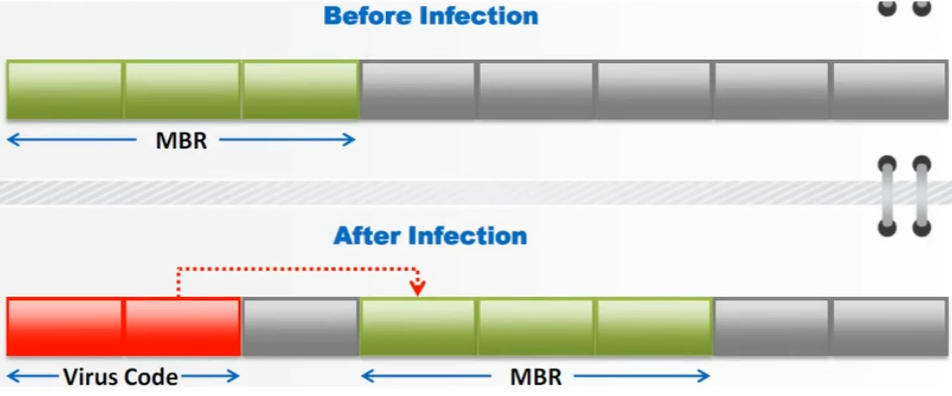 Before Infection
MBR
After Infection
Virus Code
MBR